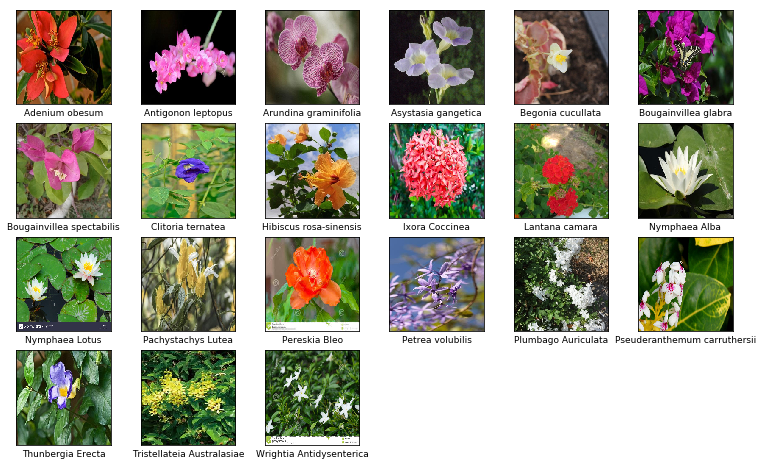 Adenium obesum
Antigonon leptopus
Arundina graminifolia
Asystasia gangetica
Begonia cucullata
Bougainvillea glabra
Bougainvillea spectabilis
Clitoria ternatea
Hibiscus rosa-sinensis
Ixora Coccinea
Lantana camara
Nymphaea Alba
Nymphaea Lotus
Pachystachys Lutea
Pereskia Bleo
Petrea volubilis
Plumbago Auriculata
Pseuderanthemum carruthersii
Thunbergia Erecta
Tristellateia Australasiae
Wrightia Antidysenterica